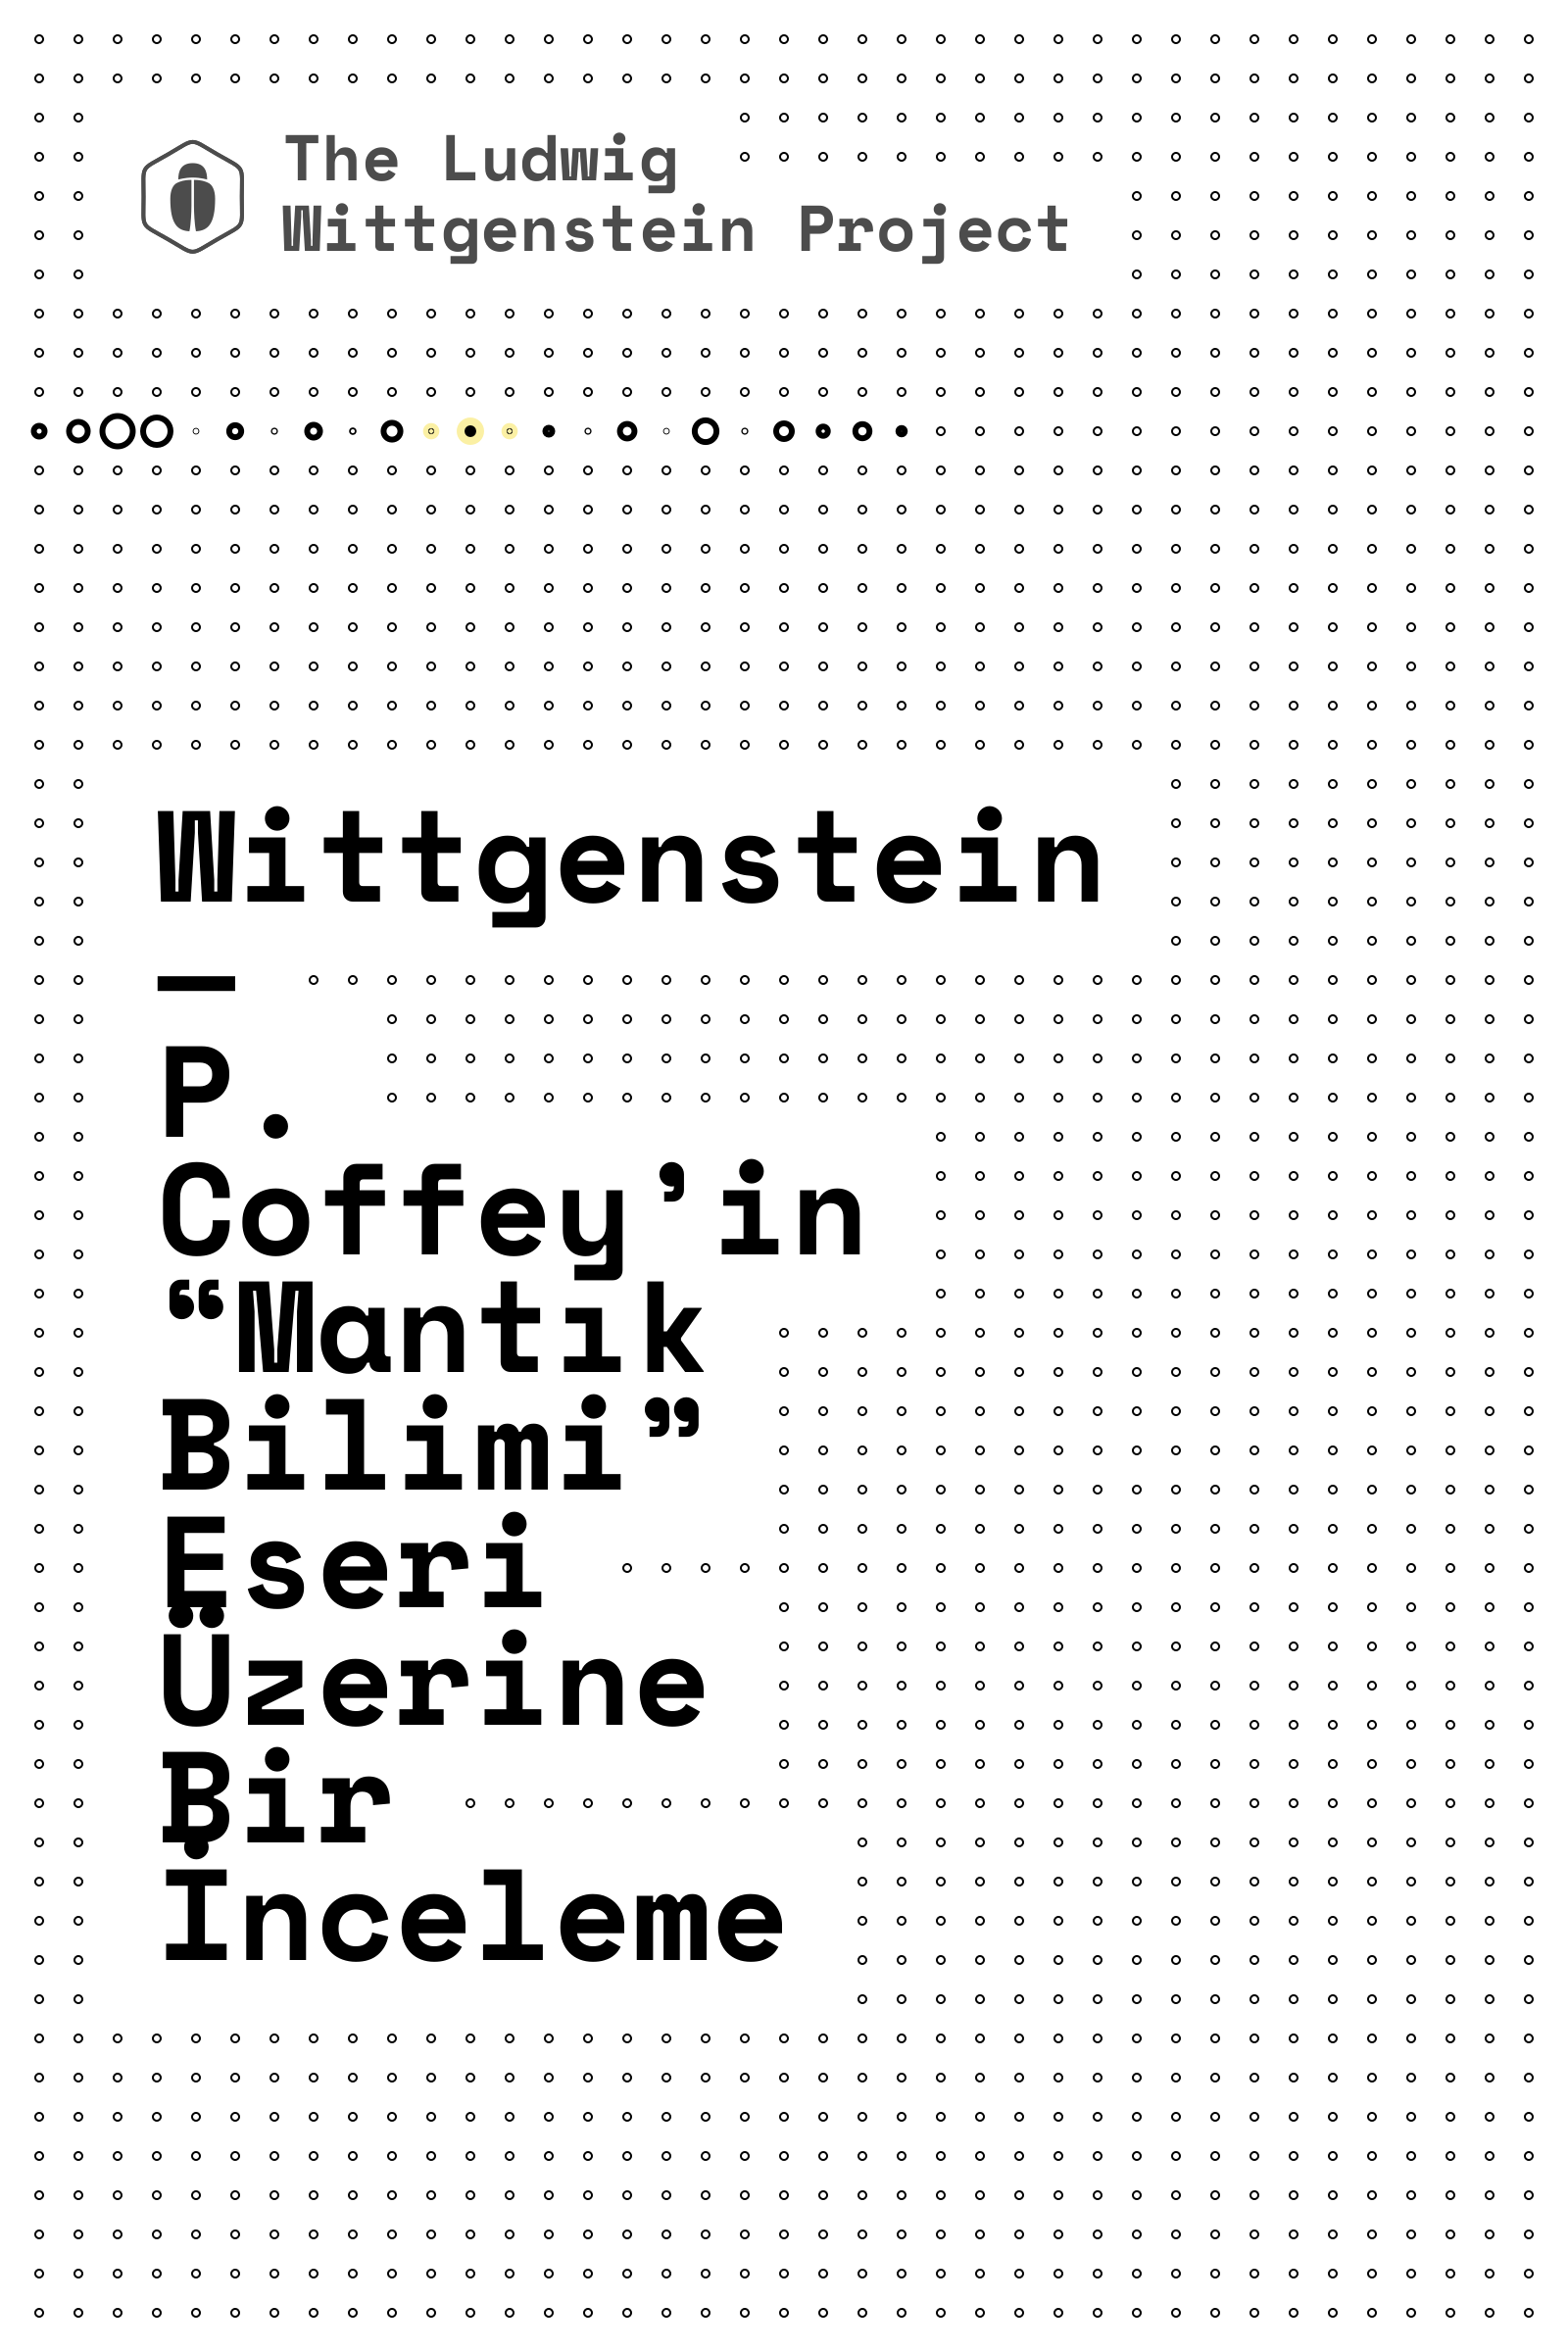 The Ludwig
Wittgenstein Project
Wittgenstein
—
P.
Coffey’in
“Mantık
Bilimi”
Eseri
Üzerine
Bir
İnceleme